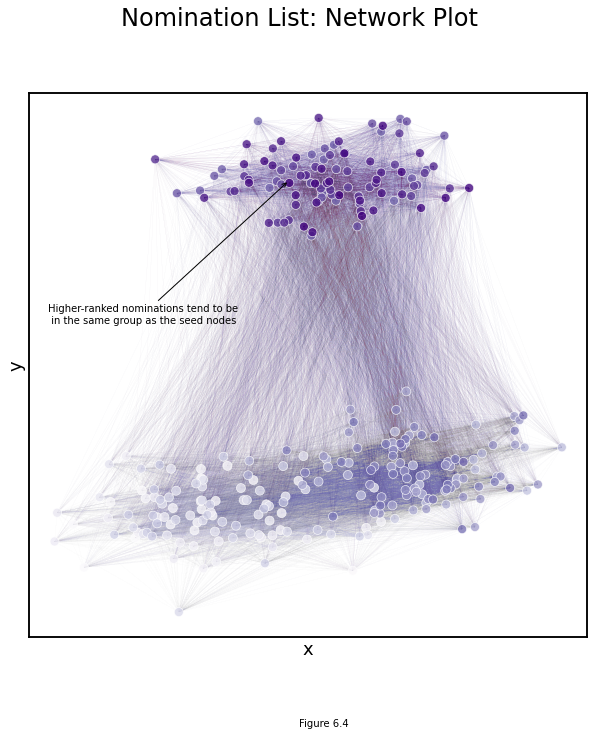 Nomination List: Network Plot
Higher-ranked nominations tend to be
in the same group as the seed nodes
y
x
Figure 6.4